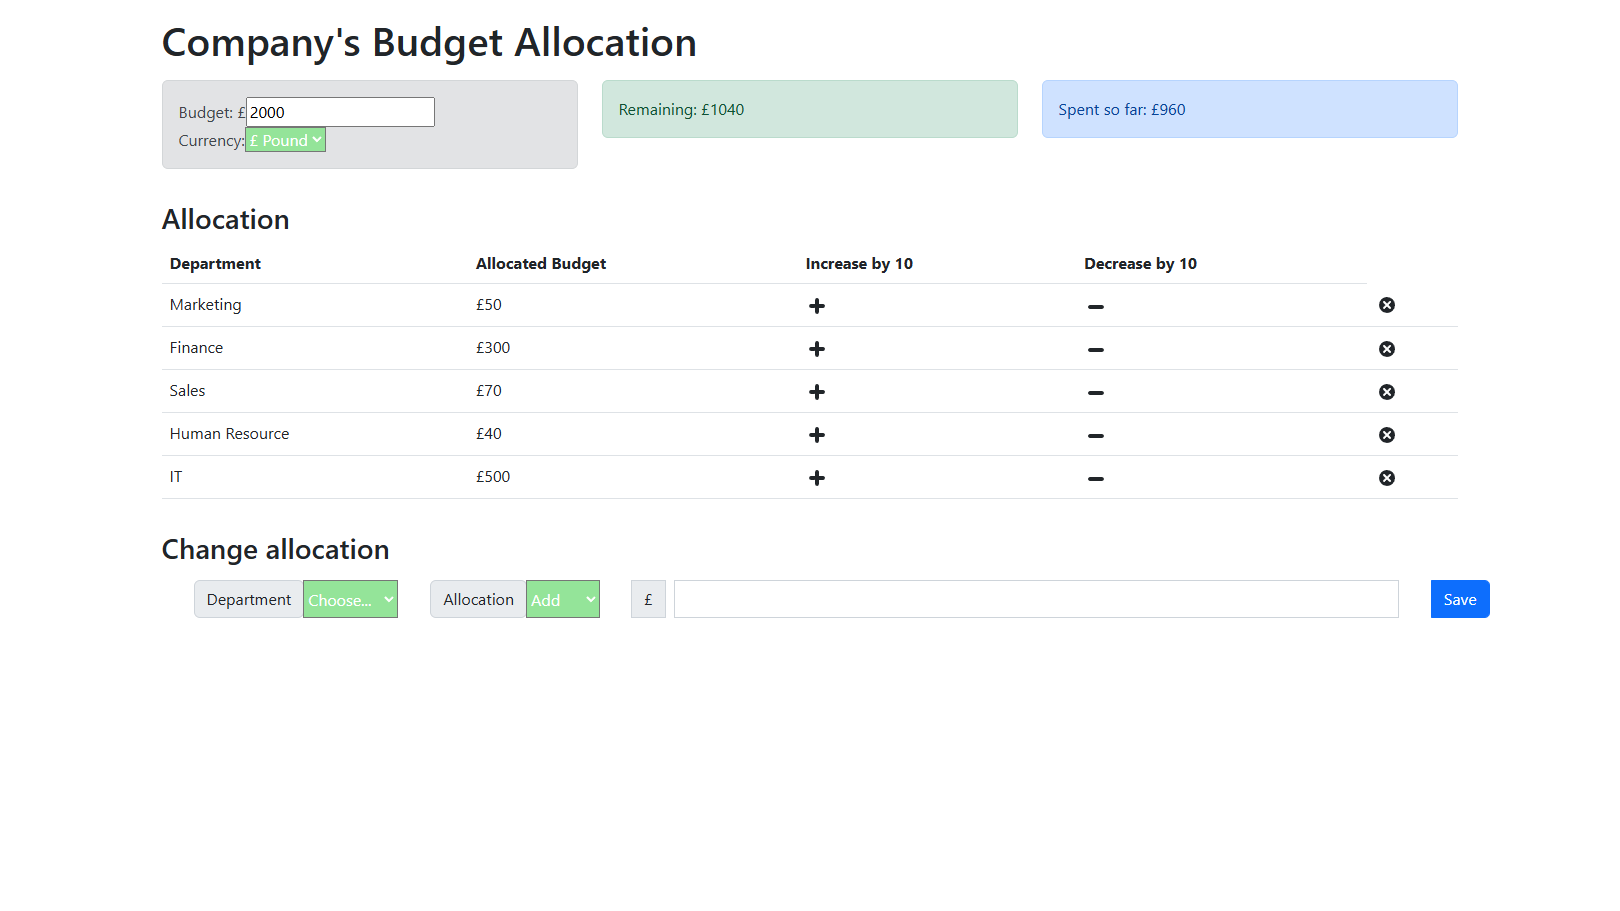 Company's Budget Allocation
Budget: £2000
Currency: £ Pound
Remaining: £1040
Spent so far: £960
Allocation
Department Allocated Budget Increase by 10 Decrease by 10
Marketing £50
Finance £300
Sales £70
Human Resource £40
IT £500
Change allocation
Department Choose... Allocation Add £ Save